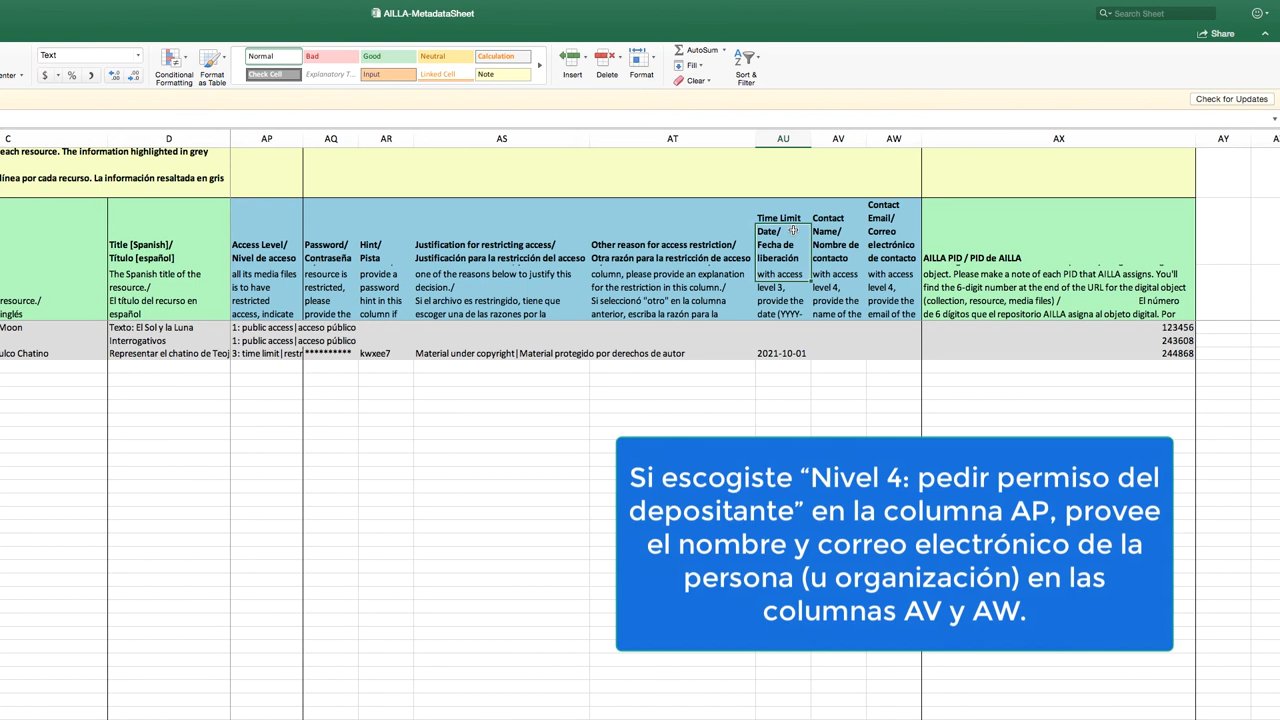 AILLA-MetadataSheet
Search Sheet
Share
Text
$ % )
Conditional
Formatting
Format
as Table
Normal Bad Good Neutral Calculation
Check Cell Explanatory T... Input Linked Cell Note
Insert Delete Format
AutoSum
Fill
Clear
Sort &
Filter
Check for Updates
C D AP AQ AR AS AT AU AV AW AX AY
each resource. The information highlighted in grey
línea por cada recurso. La información resaltada en gris
Title [Spanish]/
Título [español]
Access Level/
Nivel de acceso
Password/
Contraseña
Hint/
Pista
Justification for restricting access/
Justificación para la restricción del acceso
Other reason for access restriction/
Otra razón para la restricción de acceso
Time Limit
Date/
Fecha de
liberación
Contact
Name/
Nombre de
contacto
Contact
Email/
Correo
electrónico
de contacto
AILLA PID / PID de AILLA
resource./
inglés
The Spanish title of the
resource./
El título del recurso en
español
all its media files
is to have
restricted
access, indicate
resource is
restricted,
please
provide the
provide a
password
hint in this
column if
one of the reasons below to justify this
decision./
Si el archivo es restringido, tiene que
escoger una de las razones por la
column, please provide an explanation
for the restriction in this column./
Si seleccionó "otro" en la columna
anterior, escriba la razón para la
with access
level 3,
provide the
date (YYYY-
with access
level 4,
provide the
name of the
with access
level 4,
provide the
email of the
object. Please make a note of each PID that AILLA assigns. You'll
find the 6-digit number at the end of the URL for the digital object
(collection, resource, media files) / El número
de 6 dígitos que el repositorio AILLA asigna al objeto digital. Por
Moon Texto: El Sol y la Luna 1: public access|acceso público 123456
Interrogativos 1: public access|acceso público 243608
ulco Chatino Representar el chatino de Teoj 3: time limit|restr ********** kwxee7 Material under copyright|Material protegido por derechos de autor 2021-10-01 244868
Si escogiste “Nivel 4: pedir permiso del
depositante” en la columna AP, provee
el nombre y correo electrónico de la
persona (u organización) en las
columnas AV y AW.